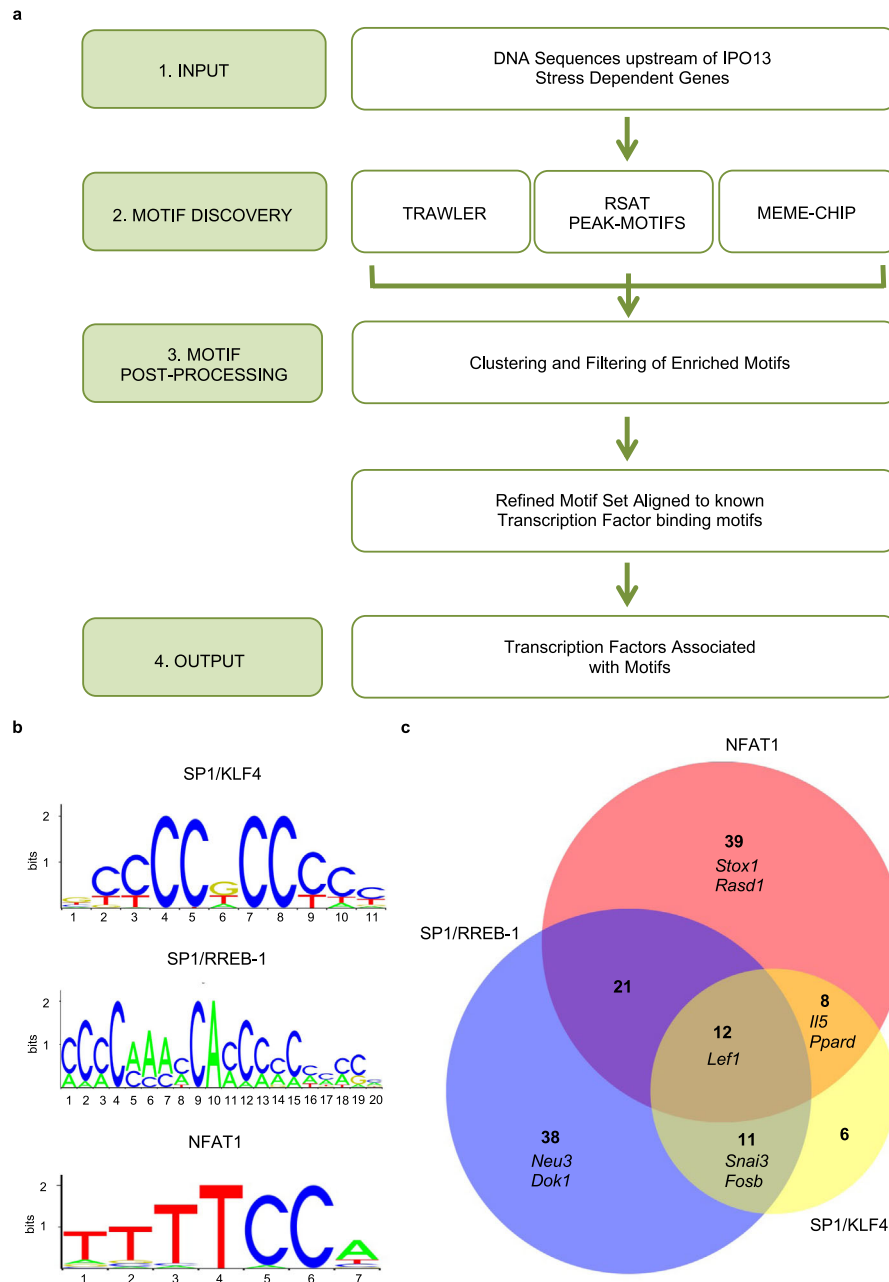 a
1. INPUT
DNA Sequences upstream of IPO13
Stress Dependent Genes
2. MOTIF DISCOVERY
TRAWLER
RSAT
PEAK-MOTIFS
MEME-CHIP
3. MOTIF
POST-PROCESSING
Clustering and Filtering of Enriched Motifs
Refined Motif Set Aligned to known
Transcription Factor binding motifs
4. OUTPUT
Transcription Factors Associated
with Motifs
b
SP1/KLF4
2
1
bits
1 2 3 4 5 6 7 8 9 10 11
SP1/RREB-1
2
1
bits
1 2 3 4 5 6 7 8 9 10 11 12 13 14 15 16 17 18 19 20
NFAT1
2
1
bits
1 2 3 4 5 6 7
c
NFAT1
39
Stox1
Rasd1
SP1/RREB-1
21
8
Il5
Ppard
12
Lef1
38
Neu3
Dok1
11
Snai3
Fosb
6
SP1/KLF4